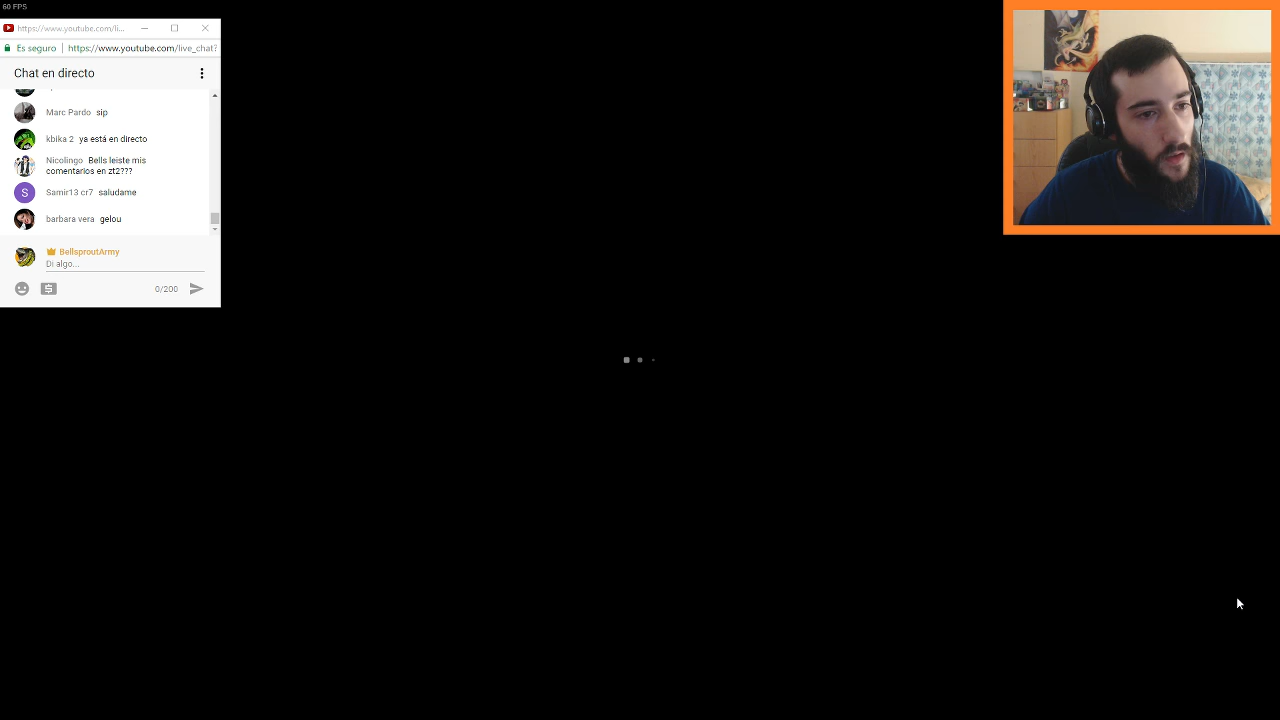 60 FPS
https://www.youtube.com/li...
Es seguro
https://www.youtube.com/live_chat?
Chat en directo
Marc Pardo sip
kbika 2 ya está en directo
Nicolingo Bells leiste mis
comentarios en zt2???
S
Samir13 cr7 saludame
barbara vera gelou
BellsproutArmy
Di algo...
0/200